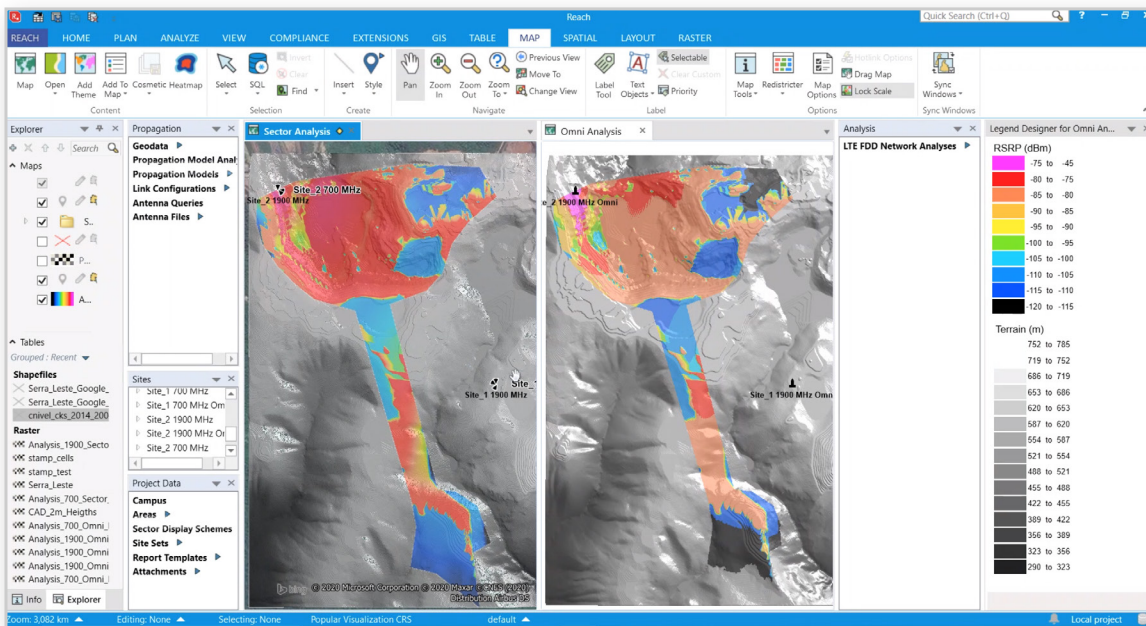 Reach
Quick Search (Ctrl+Q)
REACH HOME PLAN ANALYZE VIEW COMPLIANCE EXTENSIONS GIS TABLE MAP SPATIAL LAYOUT RASTER
Map
Open
Add Theme
Add To Map
Cosmetic
Heatmap
Content
Select
SQL
Invert
Clear
Find
Selection
Insert
Style
Create
Pan
Zoom In
Zoom Out
Zoom To
Previous View
Move To
Change View
Navigate
Label Tool
Text Objects
Selectable
Clear Custom
Priority
Label
Map Tools
Redistricter
Map Options
Hotlink Options
Drag Map
Lock Scale
Options
Sync Windows
Sync Windows
Explorer
Search
Maps
S...
P...
A...
Tables
Grouped : Recent
Shapefiles
Serra_Leste_Google_
Serra_Leste_Google_
cnivel_cks_2014_200
Raster
Analysis_1900_Secto
stamp_cells
stamp_test
Serra_Leste
Analysis_700_Sector_
CAD_2m_Heigths
Analysis_700_Omni_
Analysis_1900_Omni
Analysis_1900_Omni
Analysis_1900_Omni
Analysis_700_Omni_
Info
Explorer
Propagation
Geodata
Propagation Model Anal
Propagation Models
Link Configurations
Antenna Queries
Antenna Files
Sites
Site_1 700 MHz
Site_1 700 MHz Om
Site_2 1900 MHz
Site_2 1900 MHz O
Site_2 700 MHz
Project Data
Campus
Areas
Sector Display Schemes
Site Sets
Report Templates
Attachments
Sector Analysis
Site_2 700 MHz
Site_2 1900 MHz
Site_
Site_1 1900 MHz
bing
© 2020 Microsoft Corporation © 2020 Maxar © CNES (2020)
Distribution Airbus DS
Omni Analysis
e_2 1900 MHz Omni
Site_1 1900 MHz Omn
Analysis
LTE FDD Network Analyses
Legend Designer for Omni An...
RSRP (dBm)
-75 to -45
-80 to -75
-85 to -80
-90 to -85
-95 to -90
-100 to -95
-105 to -100
-110 to -105
-115 to -110
-120 to -115
Terrain (m)
752 to 785
719 to 752
686 to 719
653 to 686
620 to 653
587 to 620
554 to 587
521 to 554
488 to 521
455 to 488
422 to 455
389 to 422
356 to 389
323 to 356
290 to 323
Zoom: 3,082 km
Editing: None
Selecting: None
Popular Visualization CRS
default
Local project